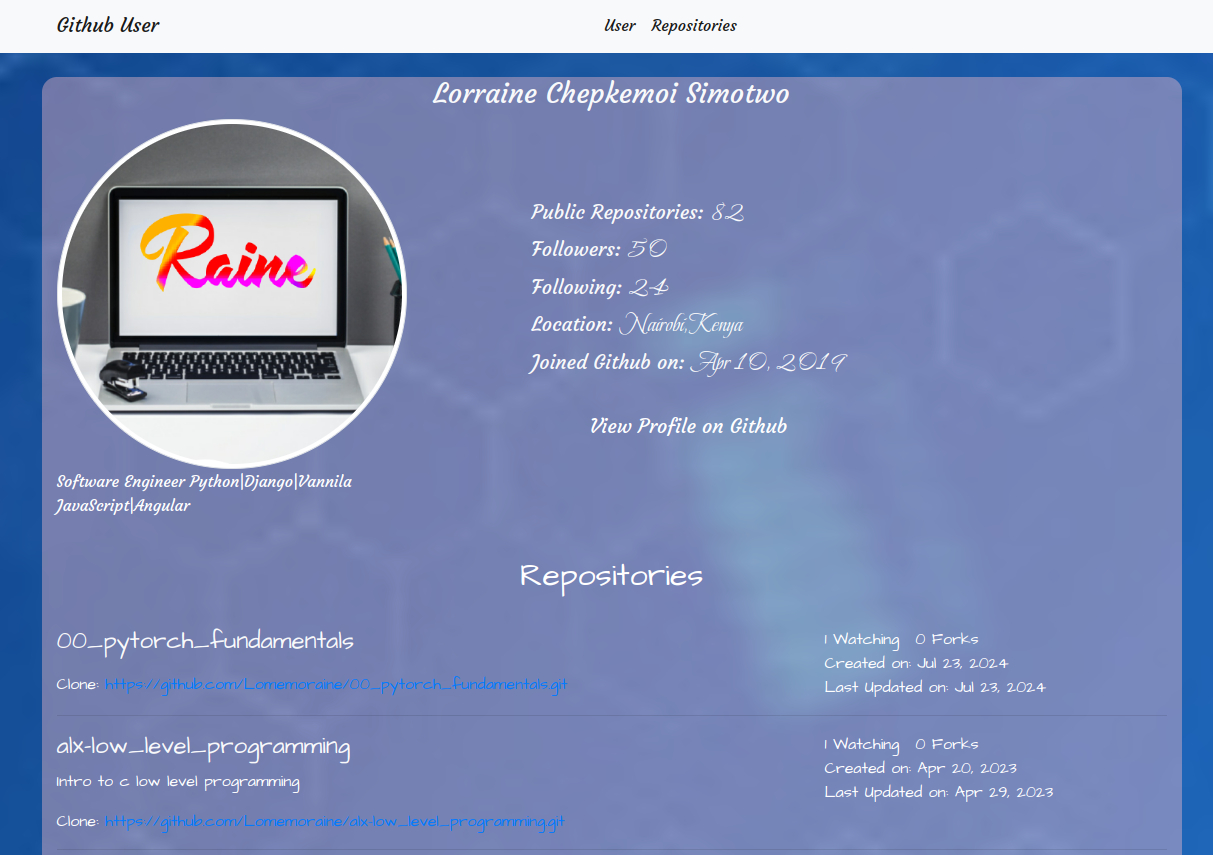 Github User
User Repositories
Lorraine Chepkemoi Simotwo
Raine
Public Repositories: 82
Followers: 50
Following: 24
Location: Nairobi,Kenya
Joined Github on: Apr 10, 2019
View Profile on Github
Software Engineer Python|Django|Vannila
JavaScript|Angular
Repositories
00_pytorch_fundamentals
1 Watching 0 Forks
Created on: Jul 23, 2024
Last Updated on: Jul 23, 2024
Clone: https://github.com/Lornemoraine/00_pytorch_fundamentals.git
alx-low_level_programming
Intro to c low level programming
1 Watching 0 Forks
Created on: Apr 20, 2023
Last Updated on: Apr 29, 2023
Clone: https://github.com/Lornemoraine/alx-low_level_programming.git